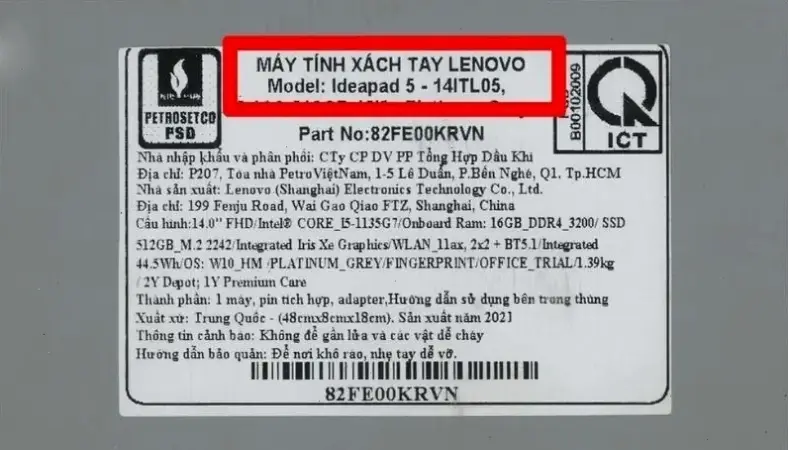 MÁY TÍNH XÁCH TAY LENOVO
Model: Ideapad 5 - 14ITL05,
PETROSETCO
PSD
B00102009
ICT
Part No:82FE00KRVN
Nhà nhập khẩu và phân phối: CTy CP DV PP Tổng Hợp Dầu Khí
Địa chỉ: P207, Tòa nhà PetroViệtNam, 1-5 Lê Duẩn, P.Bến Nghé, Q1, Tp.HCM
Nhà sản xuất: Lenovo (Shanghai) Electronics Technology Co., Ltd.
Địa chỉ: 199 Fenju Road, Wai Gao Qiao FTZ, Shanghai, China
Cấu hình:14.0" FHD/Intel® CORE_I5-1135G7/Onboard Ram: 16GB_DDR4_3200/ SSD
512GB_M.2 2242/Integrated Iris Xe Graphics/WLAN_11ax, 2x2 + BT5.1/Integrated
44.5Wh/OS: W10_HM /PLATINUM_GREY/FINGERPRINT/OFFICE_TRIAL/1.39kg
/ 2Y Depot; 1Y Premium Care
Thành phần: 1 máy, pin tích hợp, adapter,Hướng dẫn sử dụng bên trong thùng
Xuất xứ: Trung Quốc - (48cmx8cmx18cm). Sản xuất năm 2021
Thông tin cảnh báo: Không để gần lửa và các vật dễ cháy
Hướng dẫn bảo quản: Để nơi khô ráo, nhẹ tay dễ vỡ.
82FE00KRVN